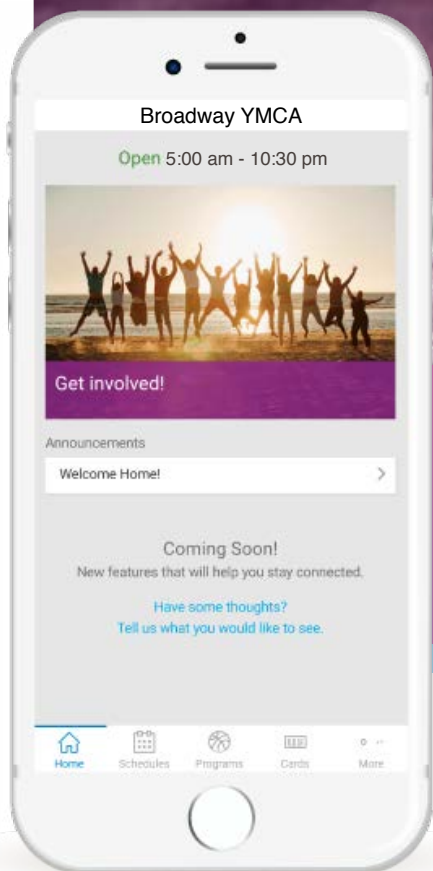 Broadway YMCA
Open 5:00 am - 10:30 pm
Get involved!
Announcements
Welcome Home!
Coming Soon!
New features that will help you stay connected.
Have some thoughts?
Tell us what you would like to see.
Home Schedules Programs Cards More